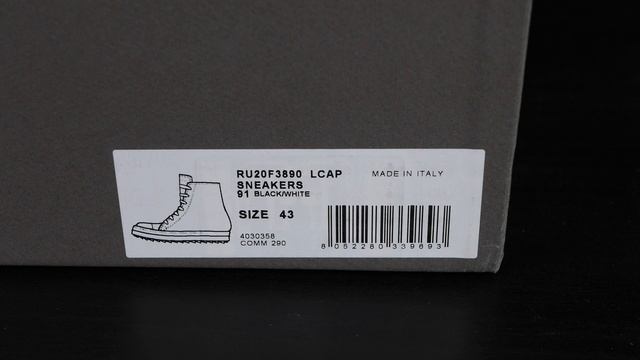 RU20F3890 LCAP
MADE IN ITALY
SNEAKERS
91 BLACK/WHITE
SIZE 43
4030358
COMM 290
8 052280 339693